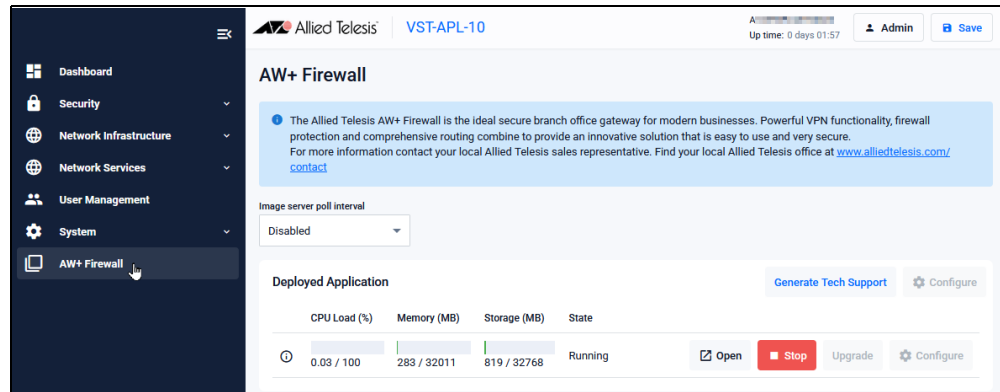 Allied Telesis
VST-APL-10
Up time: 0 days 01:57
Admin
Save
Dashboard
Security
Network Infrastructure
Network Services
User Management
System
AW+ Firewall
AW+ Firewall
The Allied Telesis AW+ Firewall is the ideal secure branch office gateway for modern businesses. Powerful VPN functionality, firewall
protection and comprehensive routing combine to provide an innovative solution that is easy to use and very secure.
For more information contact your local Allied Telesis sales representative. Find your local Allied Telesis office at www.alliedtelesis.com/
contact
Image server poll interval
Disabled
Deployed Application
Generate Tech Support
Configure
CPU Load (%) Memory (MB) Storage (MB) State
0.03 / 100 283 / 32011 819 / 32768 Running Open Stop Upgrade Configure